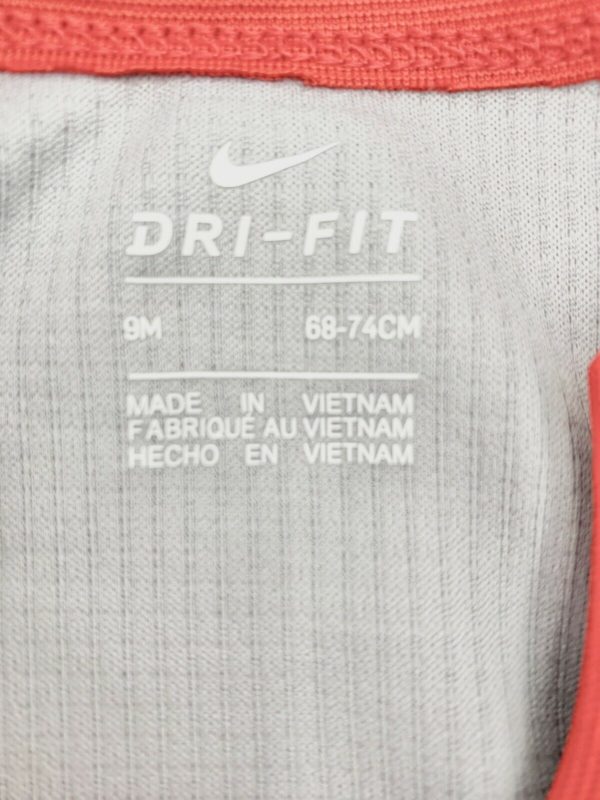 DRI-FIT
9M 68-74CM
MADE IN VIETNAM
FABRIQUÉ AU VIETNAM
HECHO EN VIETNAM